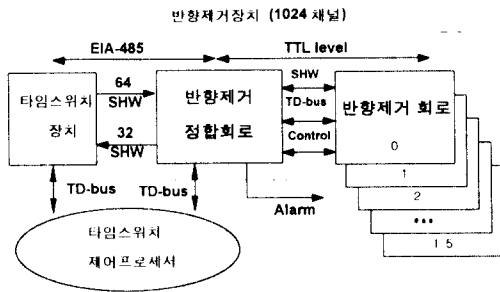 반향제거장치 (1024 채널)
EIA-485
TTL level
타임스위치
장치
64
SHW
32
SHW
반향제거
정합회로
SHW
TD-bus
Control
반향제거 회로
0
1
2
•••
1 5
TD-bus
TD-bus
Alarm
타임스위치
제어프로세서